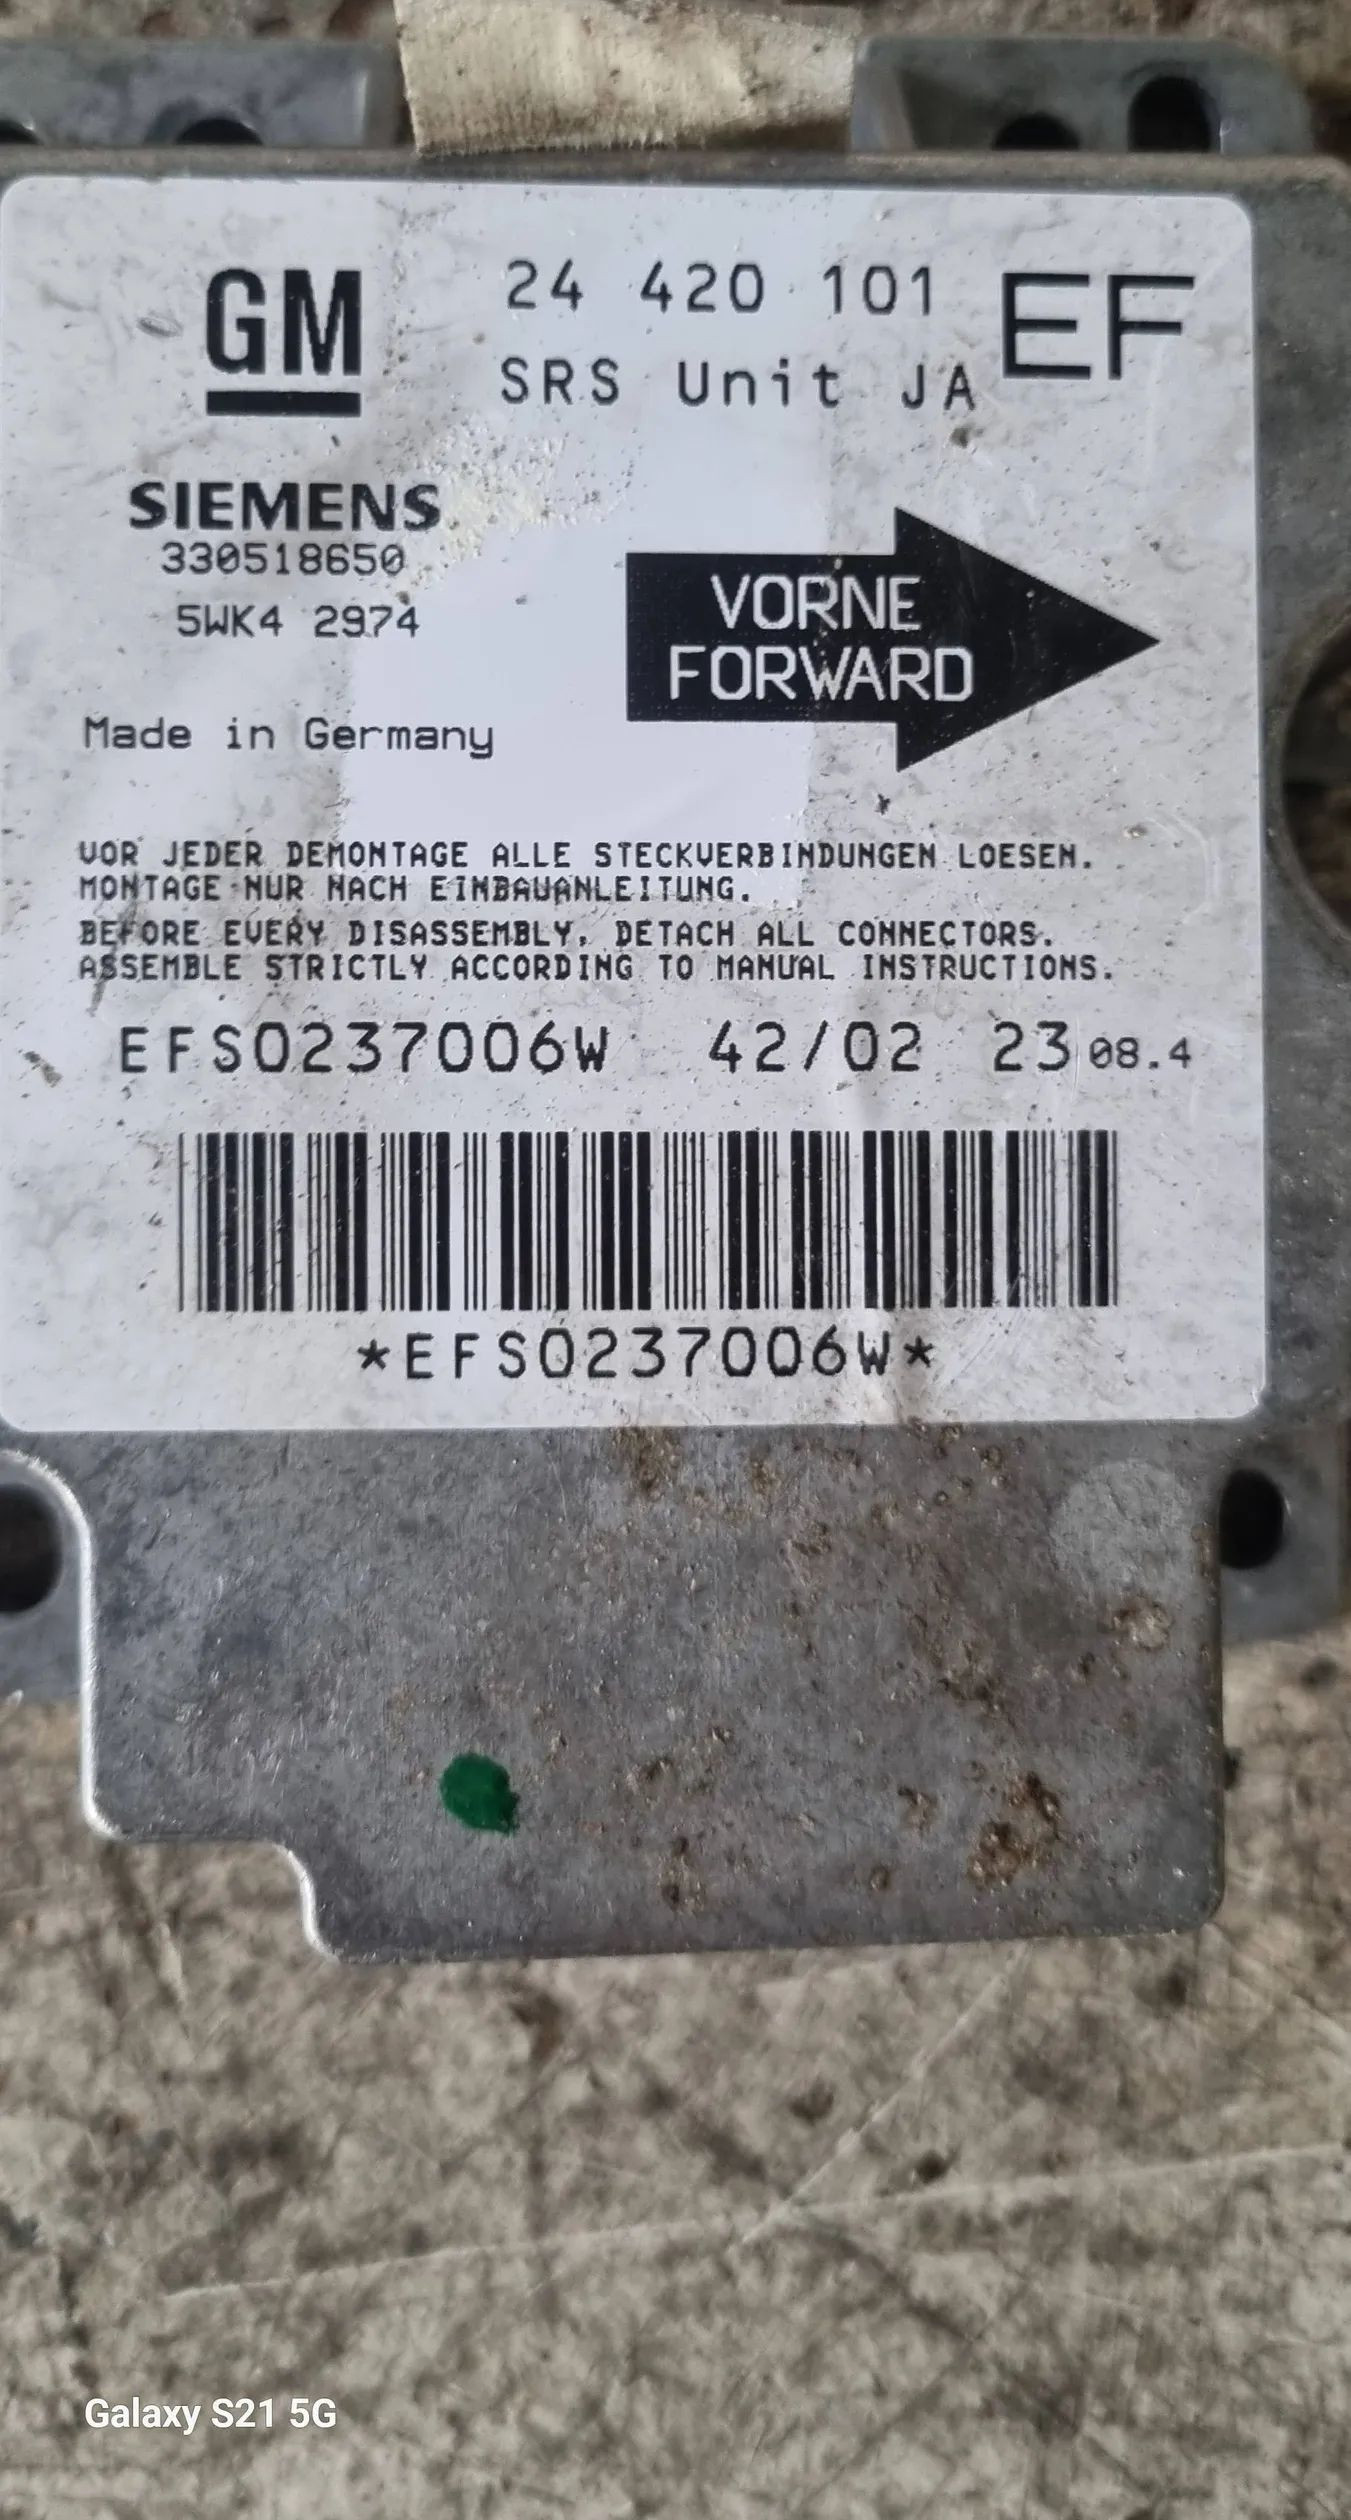 GM
24 420 101 EF
SRS Unit JA
SIEMENS
330518650
5WK4 2974
VORNE
FORWARD
Made in Germany
VOR JEDER DEMONTAGE ALLE STECKVERBINDUNGEN LOESEN.
MONTAGE NUR NACH EINBAUANLEITUNG.
BEFORE EVERY DISASSEMBLY, DETACH ALL CONNECTORS.
ASSEMBLE STRICTLY ACCORDING TO MANUAL INSTRUCTIONS.
EFS0237006W 42/02 23 08.4
*EFS0237006W*
Galaxy S21 5G